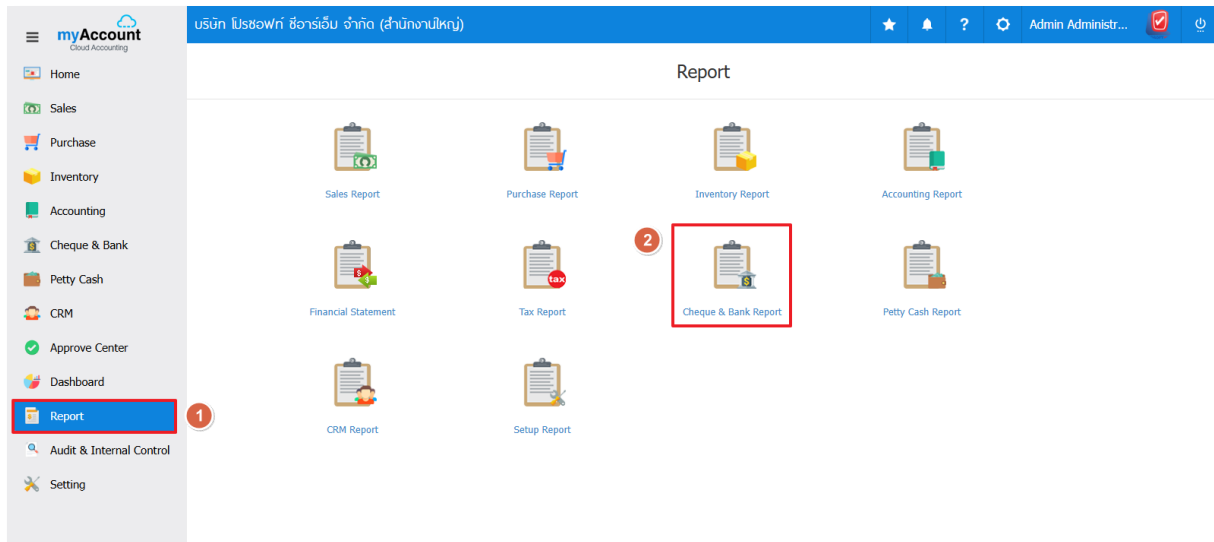 myAccount
Cloud Accounting
บริษัท โปรซอฟท์ ซีอาร์เอ็ม จำกัด (สำนักงานใหญ่)
?
Admin Administr...
Home
Sales
Purchase
Inventory
Accounting
Cheque & Bank
Petty Cash
CRM
Approve Center
Dashboard
Report
1
Audit & Internal Control
Setting
Report
Sales Report
Purchase Report
Inventory Report
Accounting Report
2
Financial Statement
tax
Tax Report
Cheque & Bank Report
Petty Cash Report
CRM Report
Setup Report